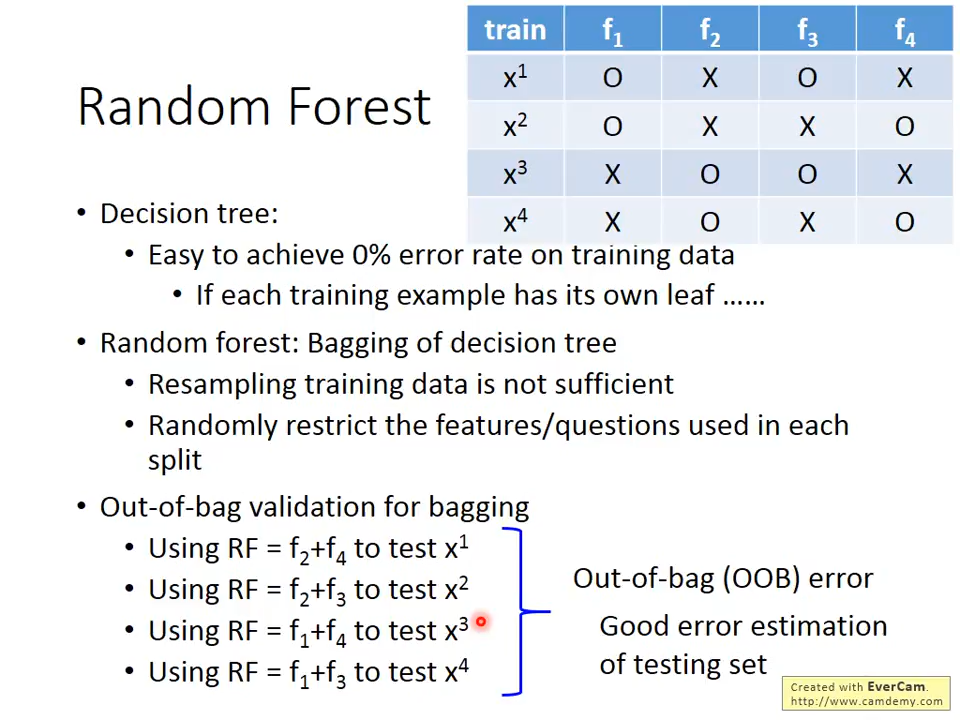 train f₁ f₂ f₃ f₄
x¹ O X O X
x² O X X O
x³ X O O X
x⁴ X O X O
Random Forest
• Decision tree:
• Easy to achieve 0% error rate on training data
• If each training example has its own leaf ......
• Random forest: Bagging of decision tree
• Resampling training data is not sufficient
• Randomly restrict the features/questions used in each
split
• Out-of-bag validation for bagging
• Using RF = f₂+f₄ to test x¹
• Using RF = f₂+f₃ to test x²
• Using RF = f₁+f₄ to test x³
• Using RF = f₁+f₃ to test x⁴
Out-of-bag (OOB) error
Good error estimation
of testing set
Created with EverCam.
http://www.camdemy.com